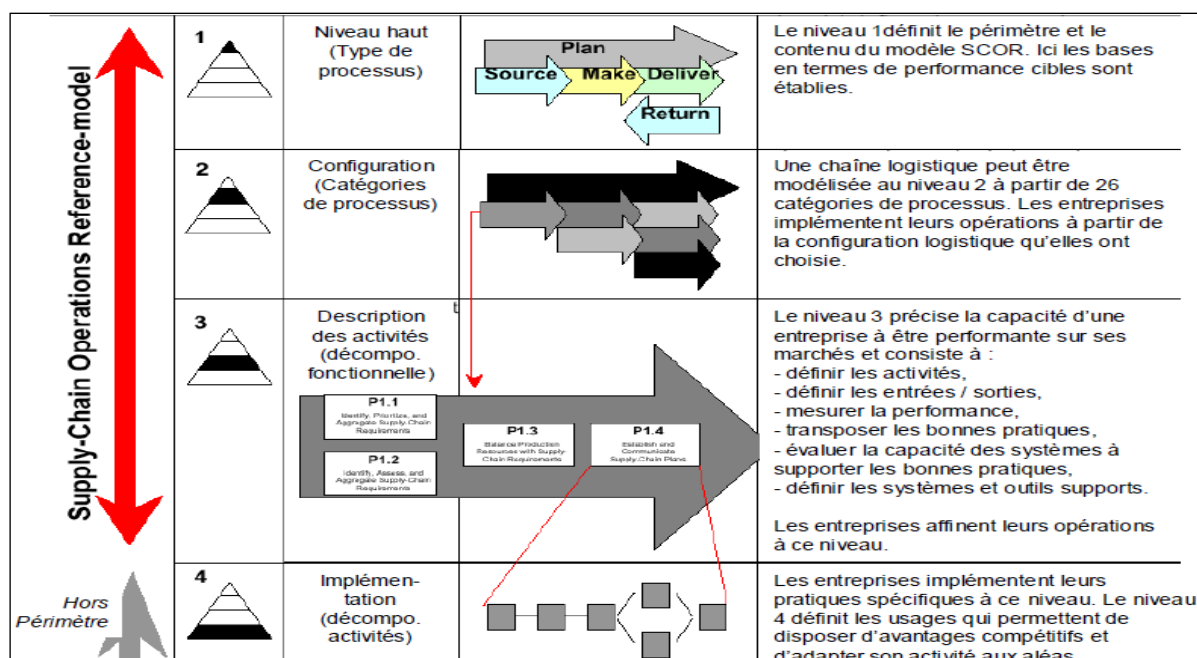 Supply-Chain Operations Reference-model
Hors
Périmètre
1
Niveau haut
(Type de
processus)
Plan
Source Make Deliver
Return
Le niveau 1définit le périmètre et le
contenu du modèle SCOR. Ici les bases
en termes de performance cibles sont
établies.
2
Configuration
(Catégories
de processus)
Une chaîne logistique peut être
modélisée au niveau 2 à partir de 26
catégories de processus. Les entreprises
implémentent leurs opérations à partir de
la configuration logistique qu'elles ont
choisie.
3
Description
des activités
(décompo.
fonctionnelle)
t
P1.1
Identify, Prioritize, and
Aggregate Supply-Chain
Requirements
P1.2
Identify, Assess, and
Aggregate Supply-Chain
Requirements
P1.3
Balance Production
Resources with Supply-
Chain Requirements
P1.4
Establish and
Communicate
Supply-Chain Plans
Le niveau 3 précise la capacité d'une
entreprise à être performante sur ses
marchés et consiste à :
- définir les activités,
- définir les entrées / sorties,
- mesurer la performance,
- transposer les bonnes pratiques,
- évaluer la capacité des systèmes à
supporter les bonnes pratiques,
- définir les systèmes et outils supports.
Les entreprises affinent leurs opérations
à ce niveau.
4
Implémen-
tation
(décompo.
activités)
Les entreprises implémentent leurs
pratiques spécifiques à ce niveau. Le niveau
4 définit les usages qui permettent de
disposer d'avantages compétitifs et
d'adapter son activité aux aléas